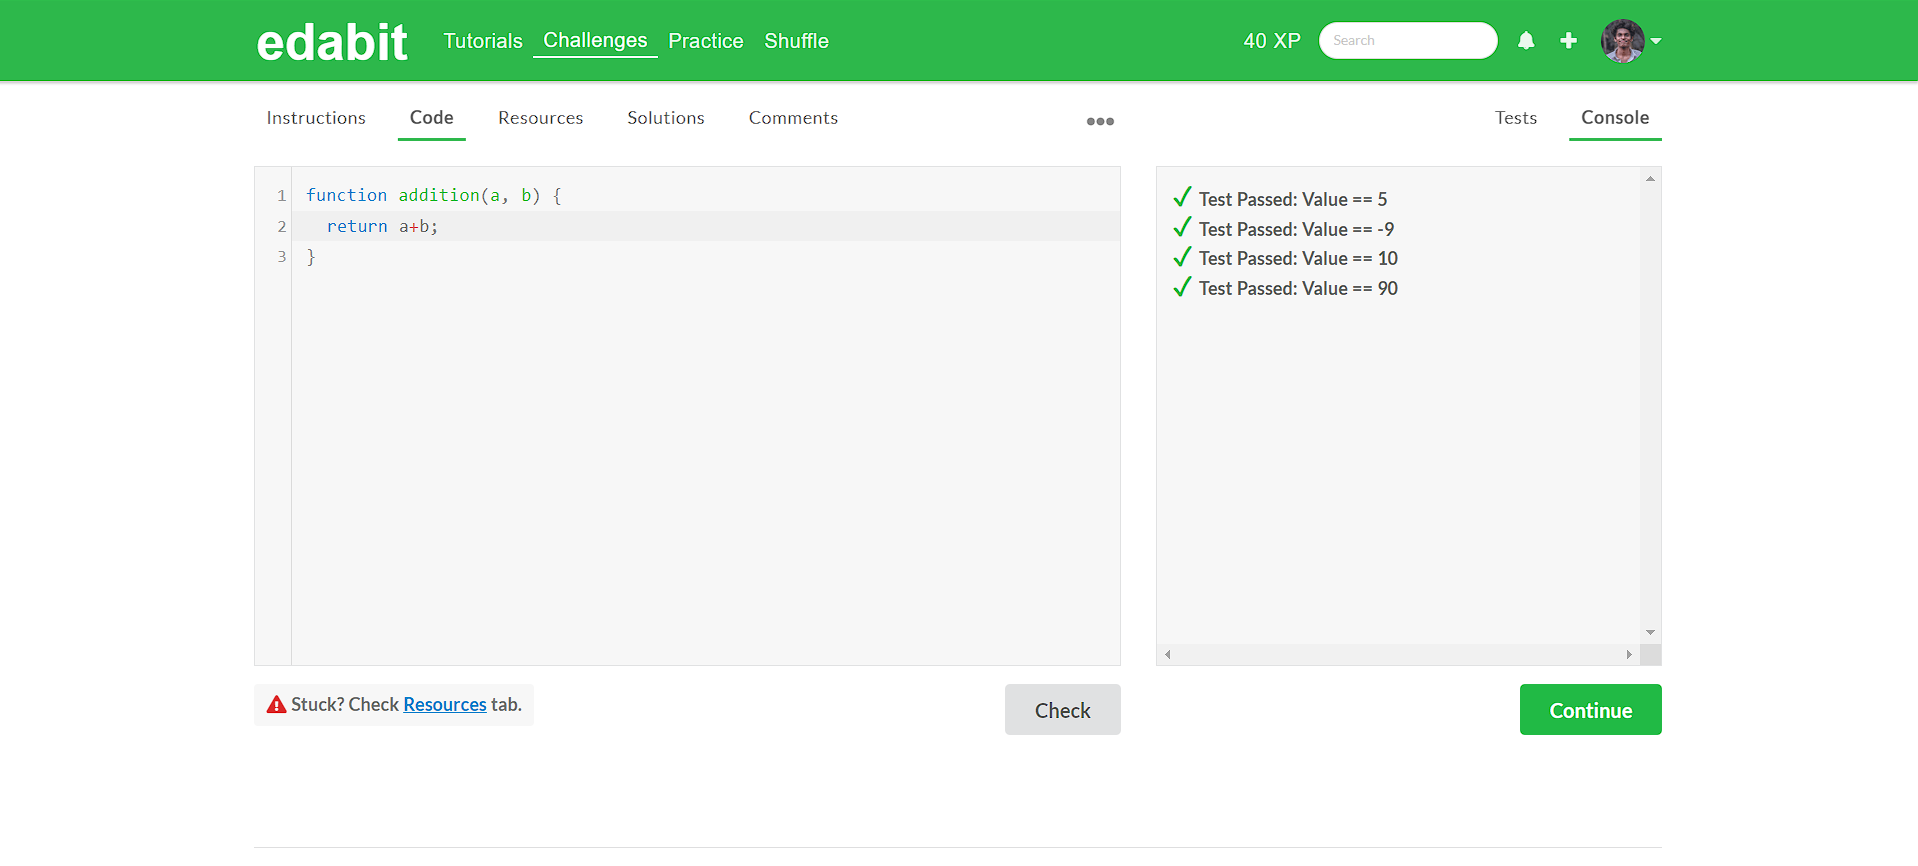 edabit Tutorials Challenges Practice Shuffle 40 XP Search
Instructions Code Resources Solutions Comments Tests Console
1 function addition(a, b) {
2 return a+b;
3 }
Test Passed: Value == 5
Test Passed: Value == -9
Test Passed: Value == 10
Test Passed: Value == 90
Stuck? Check Resources tab.
Check
Continue